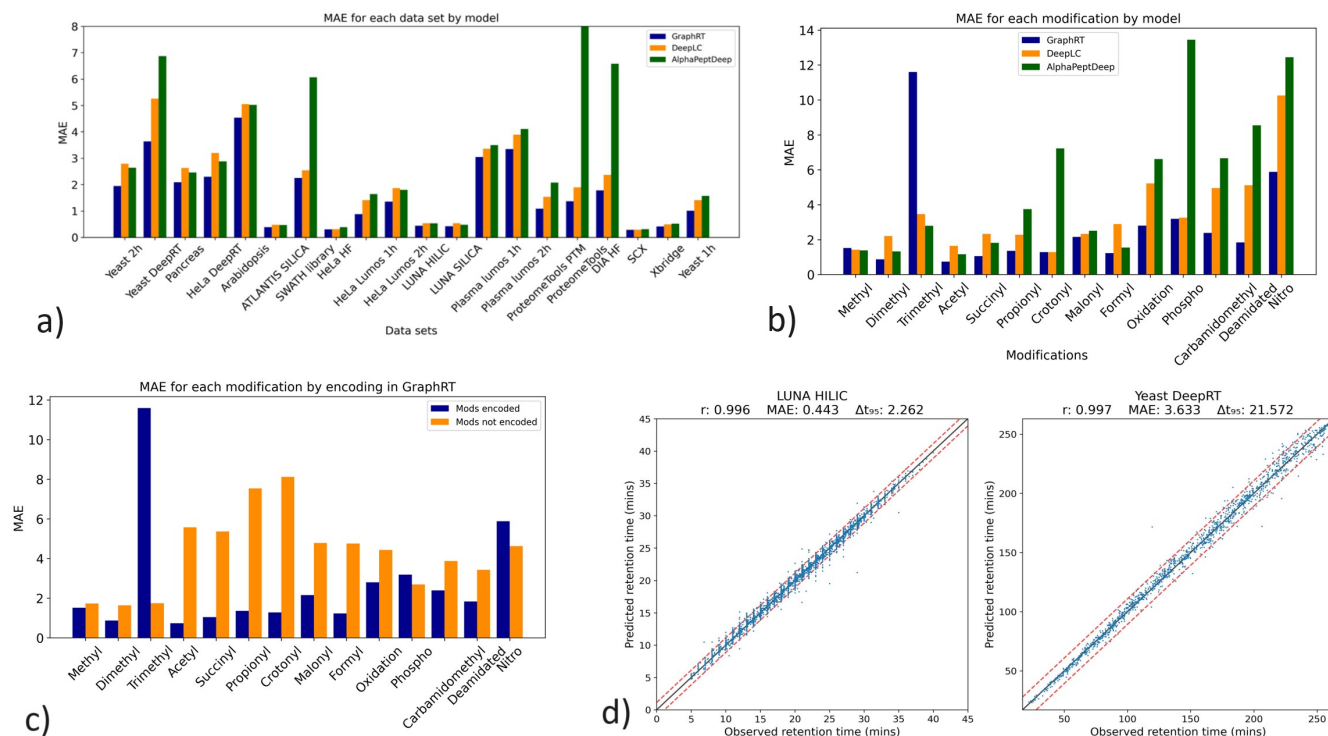 MAE for each data set by model
8
7
6
5
4
3
2
1
0
MAE
GraphRT
DeepLC
AlphaPeptDeep
Yeast 2h
Yeast DeepRT
Pancreas
HeLa DeepRT
Arabidopsis
ATLANTIS SILICA
SWATH library
HeLa HF
HeLa Lumos 1h
HeLa Lumos 2h
LUNA HILIC
LUNA SILICA
Plasma lumos 1h
Plasma lumos 2h
ProteomeTools PTM
ProteomeTools
DIA HF
SCX
Xbridge
Yeast 1h
Data sets
a)
MAE for each modification by model
14
12
10
8
6
4
2
0
MAE
GraphRT
DeepLC
AlphaPeptDeep
Methyl
Dimethyl
Trimethyl
Acetyl
Succinyl
Propionyl
Crotonyl
Malonyl
Formyl
Oxidation
Phospho
Carbamidomethyl
Deamidated
Nitro
Modifications
b)
MAE for each modification by encoding in GraphRT
12
10
8
6
4
2
0
MAE
Mods encoded
Mods not encoded
Methyl
Dimethyl
Trimethyl
Acetyl
Succinyl
Propionyl
Crotonyl
Malonyl
Formyl
Oxidation
Phospho
Carbamidomethyl
Deamidated
Nitro
c)
LUNA HILIC
r: 0.996 MAE: 0.443 Δt₉₅: 2.262
45
40
35
30
25
20
15
10
5
0
Predicted retention time (mins)
0 5 10 15 20 25 30 35 40 45
Observed retention time (mins)
Yeast DeepRT
r: 0.997 MAE: 3.633 Δt₉₅: 21.572
250
200
150
100
50
Predicted retention time (mins)
50 100 150 200 250
Observed retention time (mins)
d)